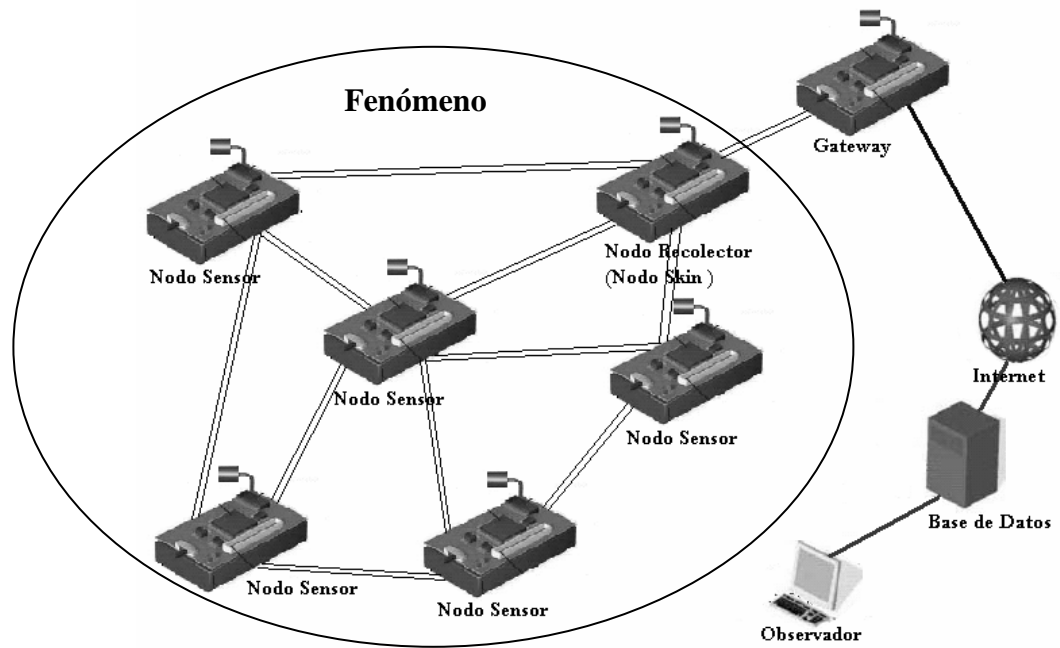 Fenómeno
Gateway
Nodo Sensor
Nodo Recolector
(Nodo Skin )
Nodo Sensor
Nodo Sensor
Internet
Base de Datos
Nodo Sensor
Nodo Sensor
Observador